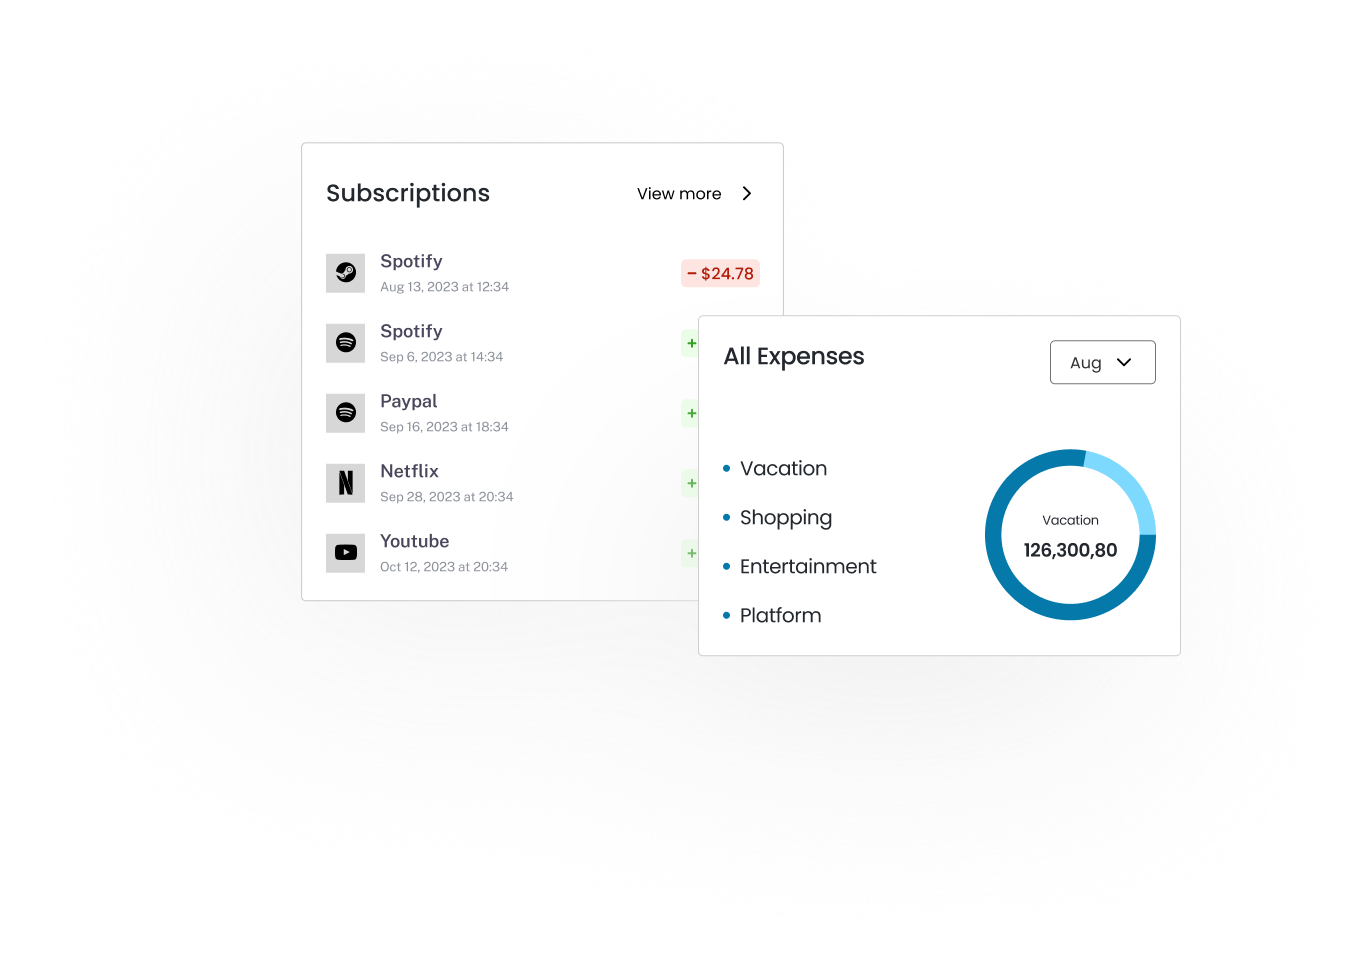 Subscriptions
View more
Spotify
Aug 13, 2023 at 12:34
− $24.78
Spotify
Sep 6, 2023 at 14:34
+
Paypal
Sep 16, 2023 at 18:34
+
Netflix
Sep 28, 2023 at 20:34
+
Youtube
Oct 12, 2023 at 20:34
+
All Expenses
Aug
Vacation
Shopping
Entertainment
Platform
Vacation
126,300,80